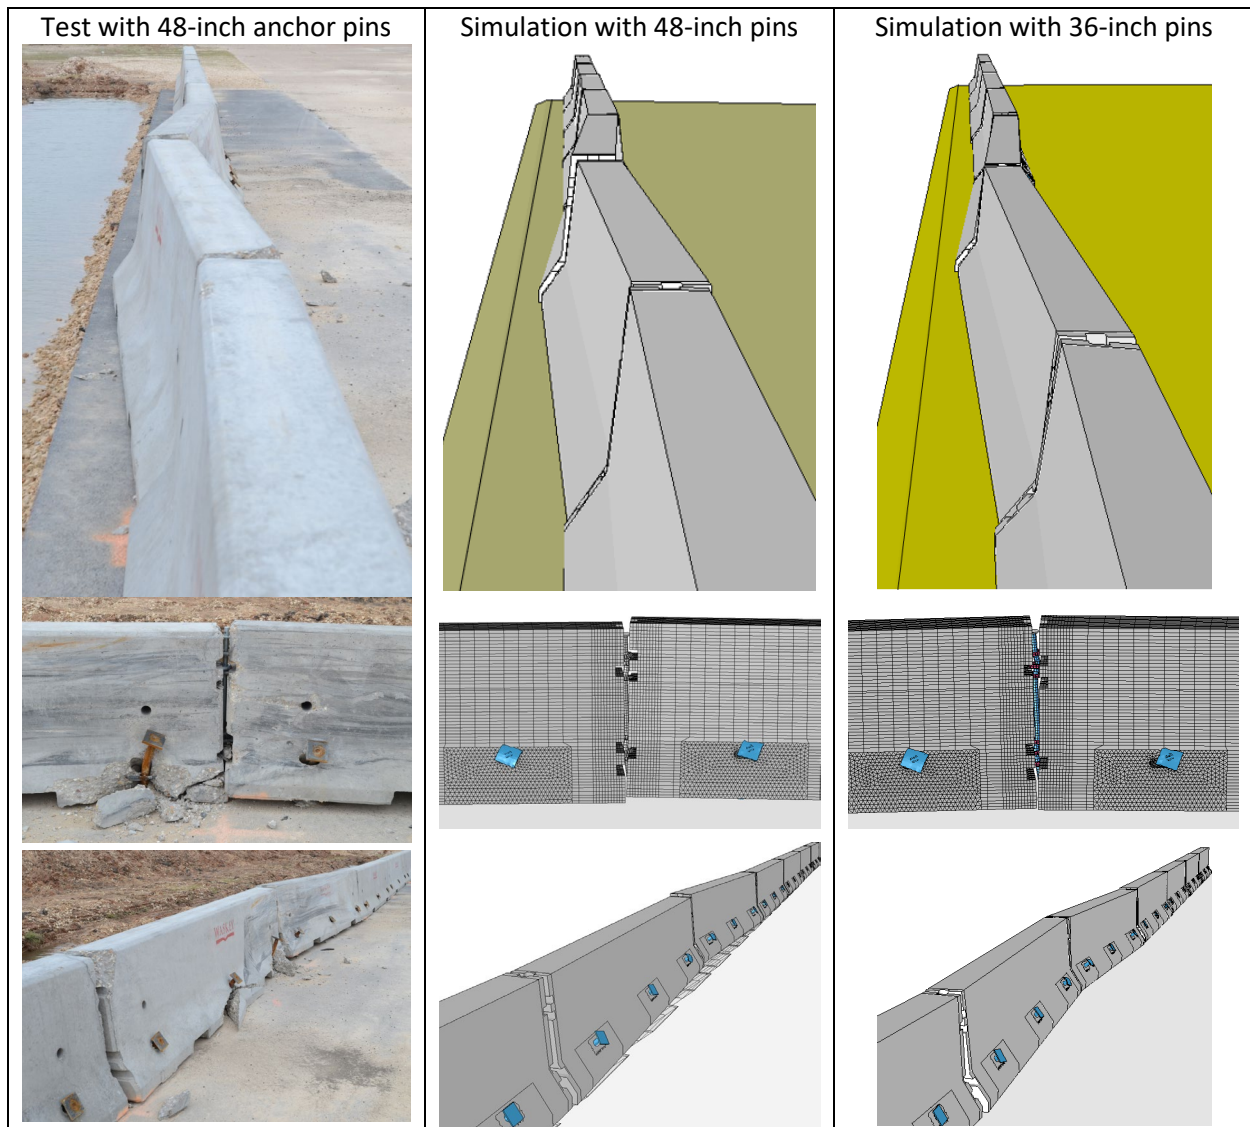 Test with 48-inch anchor pins
Simulation with 48-inch pins
Simulation with 36-inch pins